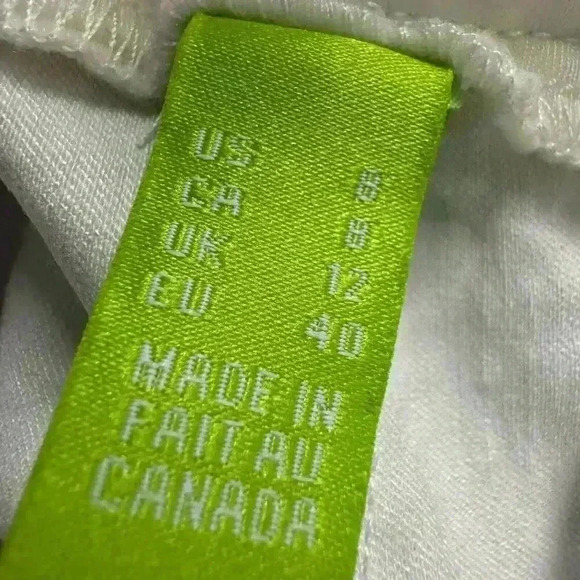 US 8
CA 8
UK 12
EU 40
MADE IN
FAIT AU
CANADA